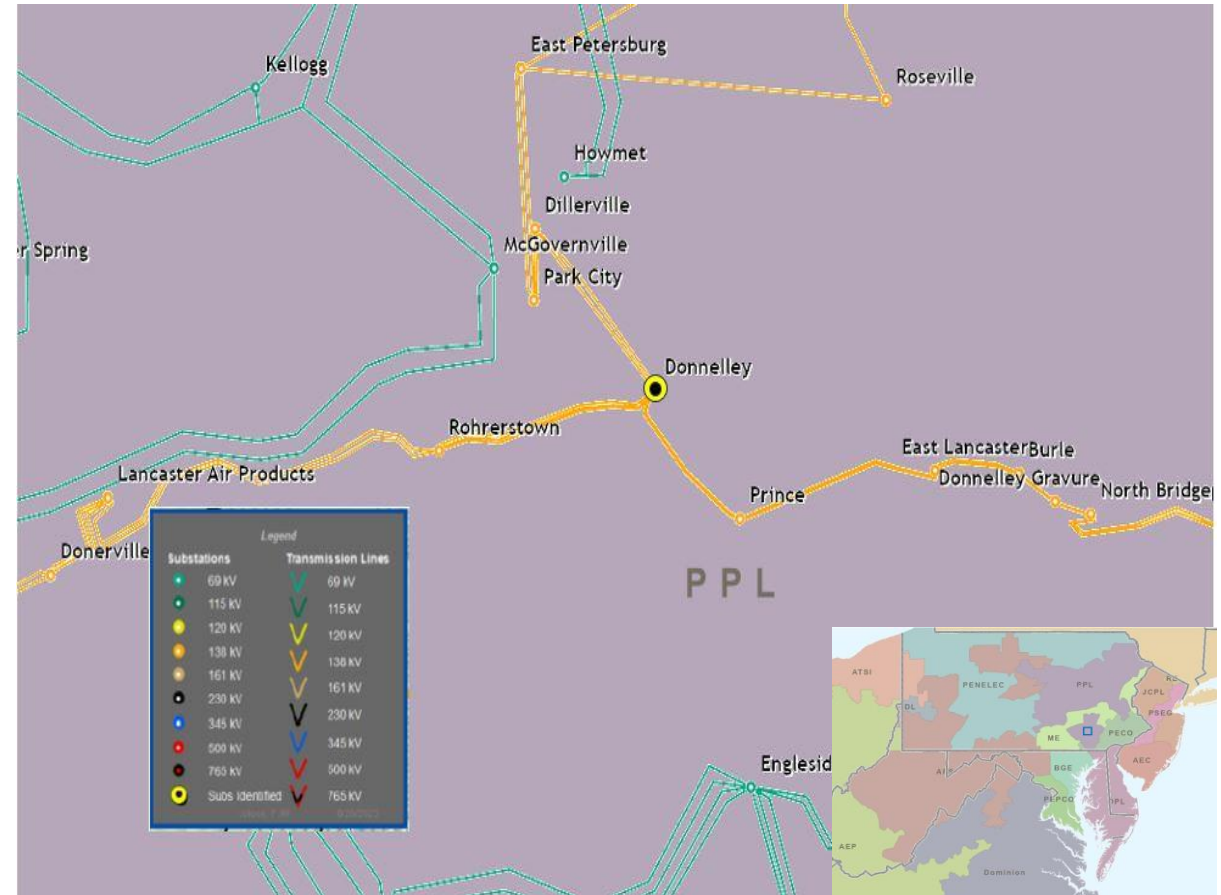 East Petersburg
Kellogg
Roseville
Howmet
Dillerville
er Spring
McGovernville
Park City
Donnelley
Rohrerstown
East Lancaster
Burle
Lancaster Air Products
Donnelley Gravure
North Bridge
Prince
Donerville
PPL
Englesid
Legend
Substations
Transmission Lines
69 kV
69 kV
115 kV
115 kV
120 kV
120 kV
138 kV
138 kV
161 kV
161 kV
230 kV
230 kV
345 kV
345 kV
500 kV
500 kV
765 kV
765 kV
Subs Identified
ATSI
PENELEC
PPL
JCPL
DL
PSEG
ME
PECO
AEC
BGE
PEPCO
DPL
AEP
Dominion